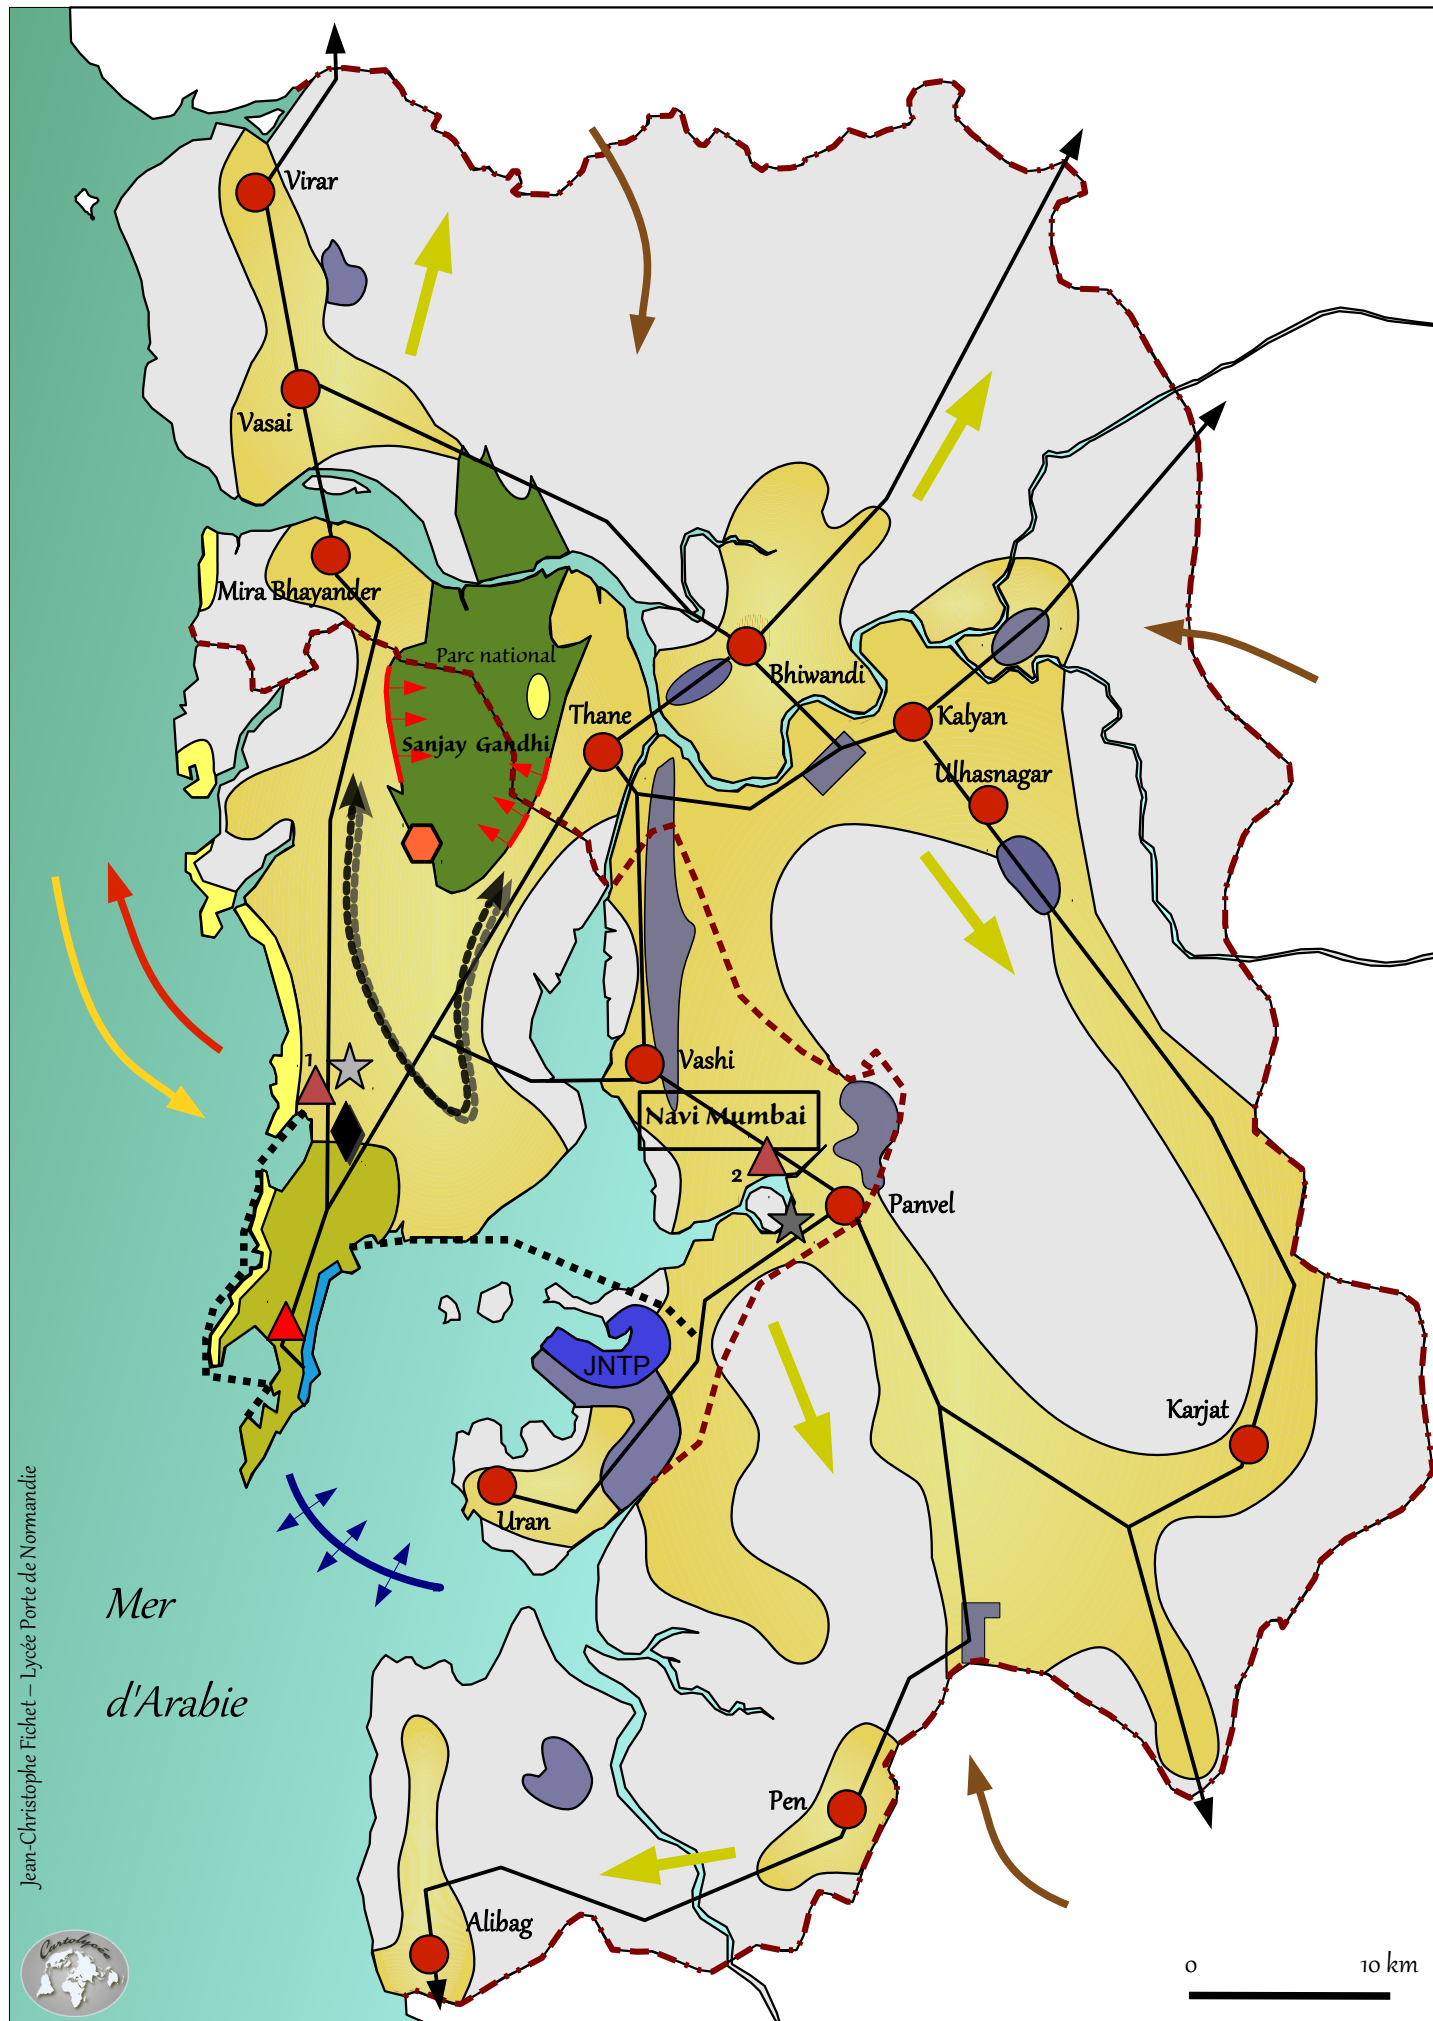 Virar
Vasai
Mira Bhayander
Parc national
Sanjay Gandhi
Thane
Bhiwandi
Kalyan
Ulhasnagar
1
Vashi
Navi Mumbai
2
Panvel
JNTP
Karjat
Uran
Mer
d'Arabie
Pen
Alibag
Jean-Christophe Fichet – Lycée Porte de Normandie
Cartolycée
0 10 km